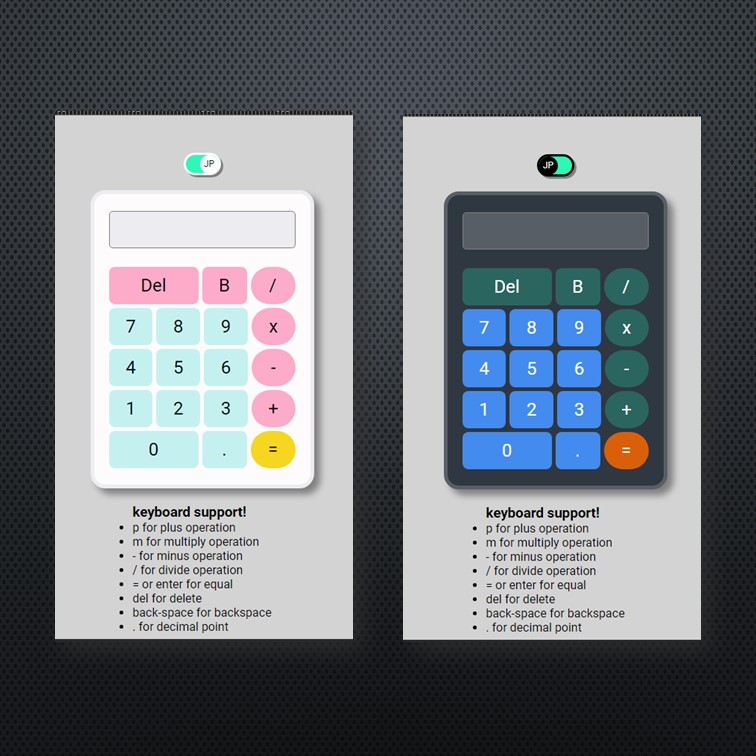 JP
Del B /
7 8 9 x
4 5 6 -
1 2 3 +
0 . =
keyboard support!
• p for plus operation
• m for multiply operation
• - for minus operation
• / for divide operation
• = or enter for equal
• del for delete
• back-space for backspace
• . for decimal point
JP
Del B /
7 8 9 x
4 5 6 -
1 2 3 +
0 . =
keyboard support!
• p for plus operation
• m for multiply operation
• - for minus operation
• / for divide operation
• = or enter for equal
• del for delete
• back-space for backspace
• . for decimal point